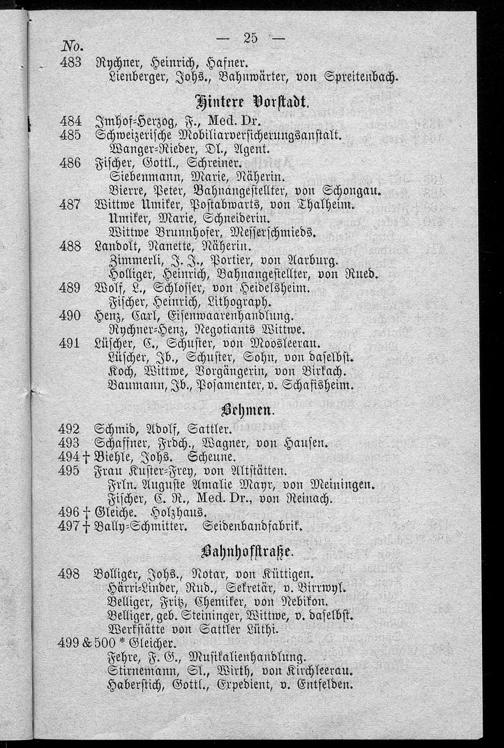 — 25 —
No.
483 Rychner, Heinrich, Hafner.
Lienberger, Johs., Bahnwärter, von Spreitenbach.
Hintere Vorstadt.
484 Imhof-Herzog, F., Med. Dr.
485 Schweizerische Mobiliarversicherungsanstalt.
Wanger-Rieder, Dl., Agent.
486 Fischer, Gottl., Schreiner.
Siebenmann, Marie, Näherin.
Bierre, Peter, Bahnangestellter, von Schongau.
487 Wittwe Umiker, Postabwarts, von Thalheim.
Umiker, Marie, Schneiderin.
Wittwe Brunnhofer, Messerschmieds.
488 Landolt, Nanette, Näherin.
Zimmerli, J. J., Portier, von Aarburg.
Holliger, Heinrich, Bahnangestellter, von Rued.
489 Wolf, L., Schlosser, von Heidelsheim.
Fischer, Heinrich, Lithograph.
490 Henz, Carl, Eisenwaarenhandlung.
Rychner-Henz, Negotiants Wittwe.
491 Lüscher, C., Schuster, von Moosleerau.
Lüscher, Jb., Schuster, Sohn, von daselbst.
Koch, Wittwe, Vorgängerin, von Birkach.
Baumann, Jb., Posamenter, v. Schafisheim.
Behmen.
492 Schmid, Adolf, Sattler.
493 Schaffner, Frdch., Wagner, von Hausen.
494 † Biehle, Johs. Scheune.
495 Frau Kuster-Frey, von Altstätten.
Frln. Auguste Amalie Mayr, von Meiningen.
Fischer, C. R., Med. Dr., von Reinach.
496 † Gleiche. Holzhaus.
497 † Bally-Schmitter. Seidenbandfabrik.
Bahnhofstraße.
498 Bolliger, Johs., Notar, von Küttigen.
Härri-Linder, Rud., Sekretär, v. Birrwyl.
Belliger, Fritz, Chemiker, von Nebikon.
Belliger, geb. Steininger, Wittwe, v. daselbst.
Werkstätte von Sattler Lüthi.
499 & 500 * Gleicher.
Fehre, F. G., Musikalienhandlung.
Stirnemann, Sl., Wirth, von Kirchleerau.
Haberstich, Gottl., Expedient, v. Entfelden.